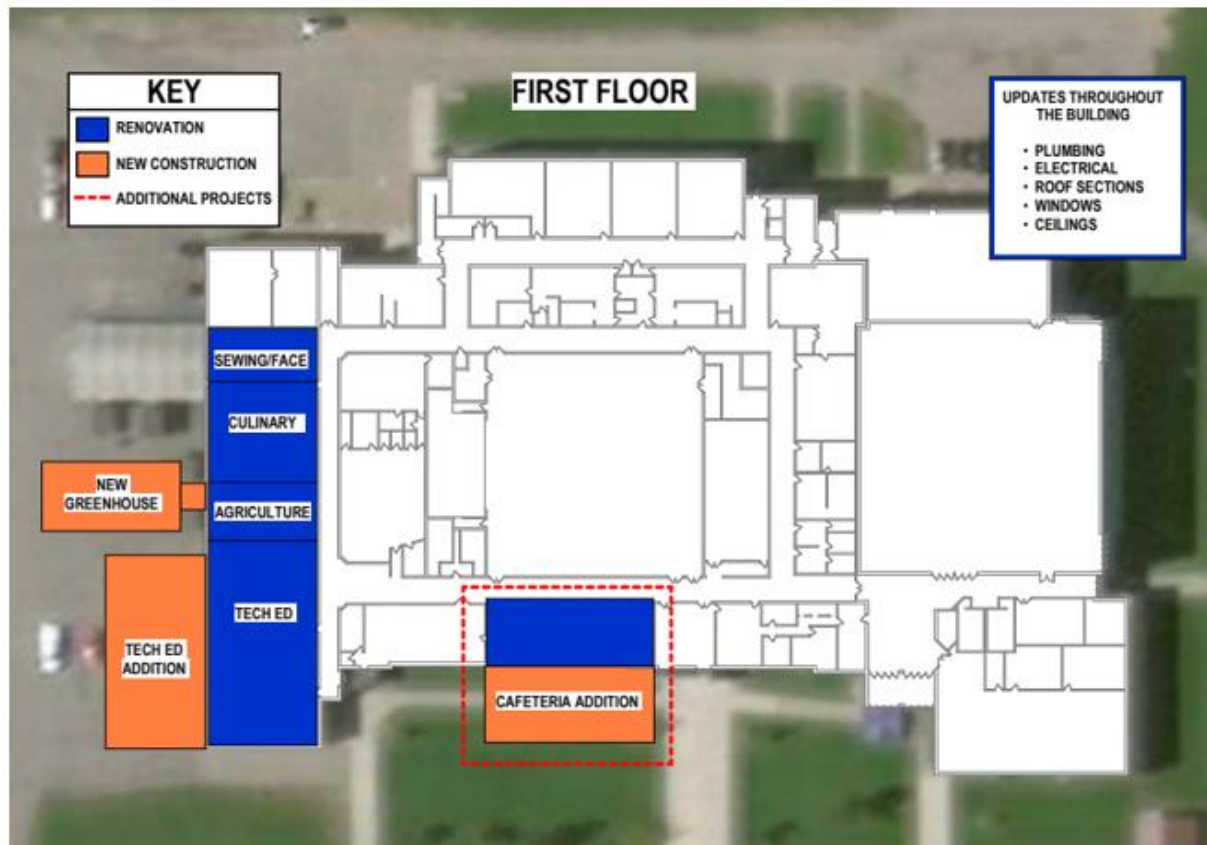 KEY
RENOVATION
NEW CONSTRUCTION
ADDITIONAL PROJECTS
FIRST FLOOR
UPDATES THROUGHOUT
THE BUILDING
• PLUMBING
• ELECTRICAL
• ROOF SECTIONS
• WINDOWS
• CEILINGS
SEWING/FACE
CULINARY
NEW
GREENHOUSE
AGRICULTURE
TECH ED
TECH ED
ADDITION
CAFETERIA ADDITION